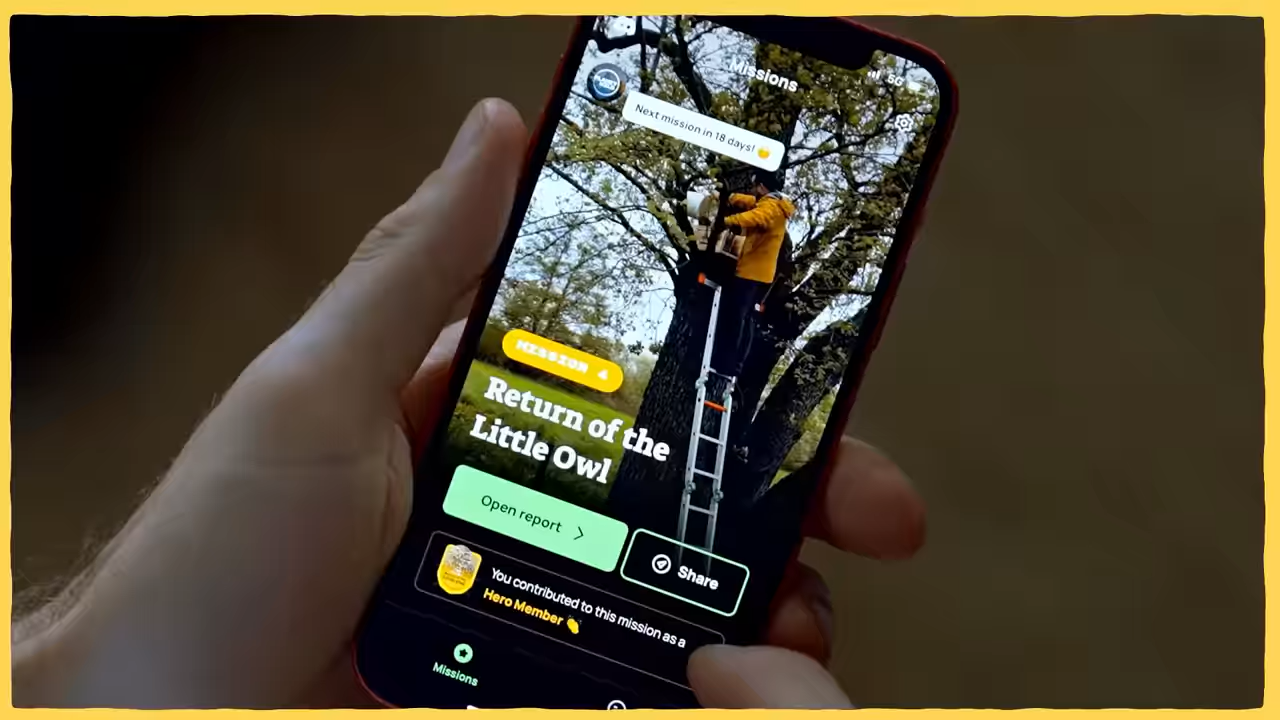 Missions
5G
Next mission in 18 days!
MISSION 4
Return of the
Little Owl
Open report
Share
You contributed to this mission as a
Hero Member
Missions